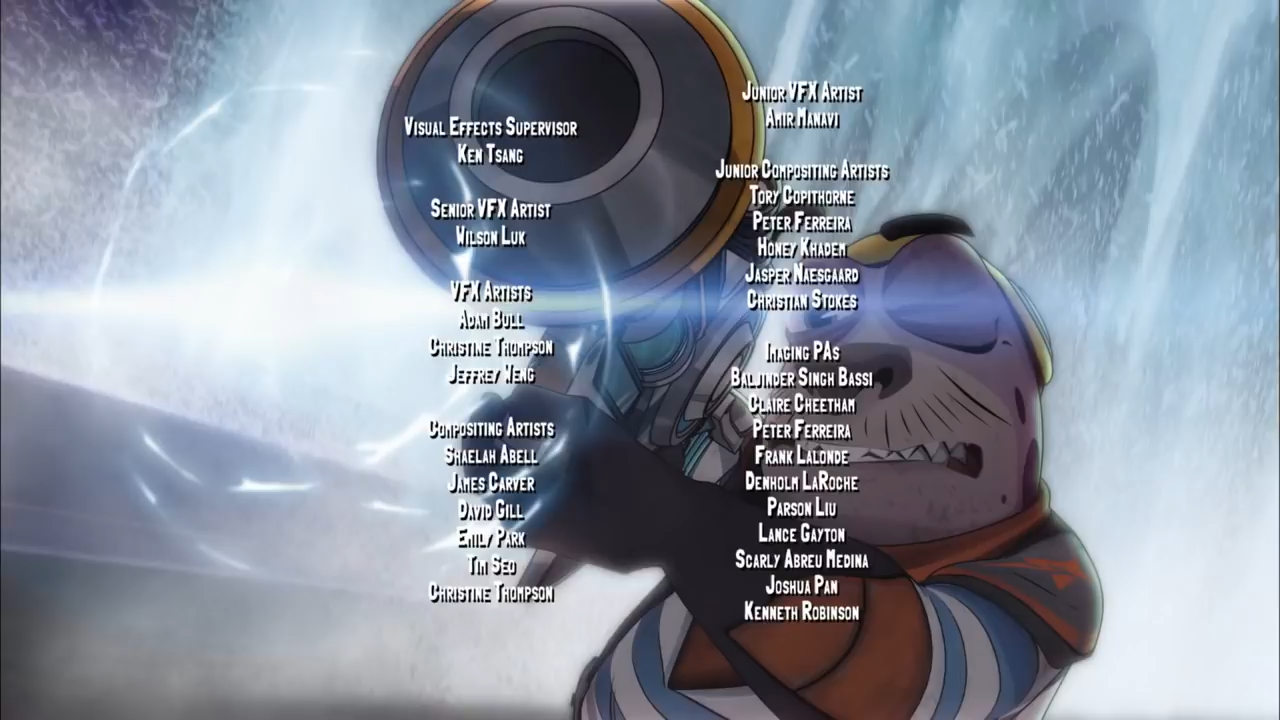 Visual Effects Supervisor
Ken Tsang
Senior VFX Artist
Wilson Luk
VFX Artists
Adam Bull
Christine Thompson
Jeffrey Weng
Compositing Artists
Shaelah Abell
James Carver
David Gill
Emily Park
Tim Seo
Christine Thompson
Junior VFX Artist
Amir Manavi
Junior Compositing Artists
Tory Copithorne
Peter Ferreira
Honey Khadem
Jasper Naesgaard
Christian Stokes
Imaging PAs
Baljinder Singh Bassi
Claire Cheetham
Peter Ferreira
Frank Lalonde
Denholm LaRoche
Parson Liu
Lance Gayton
Scarly Abreu Medina
Joshua Pan
Kenneth Robinson